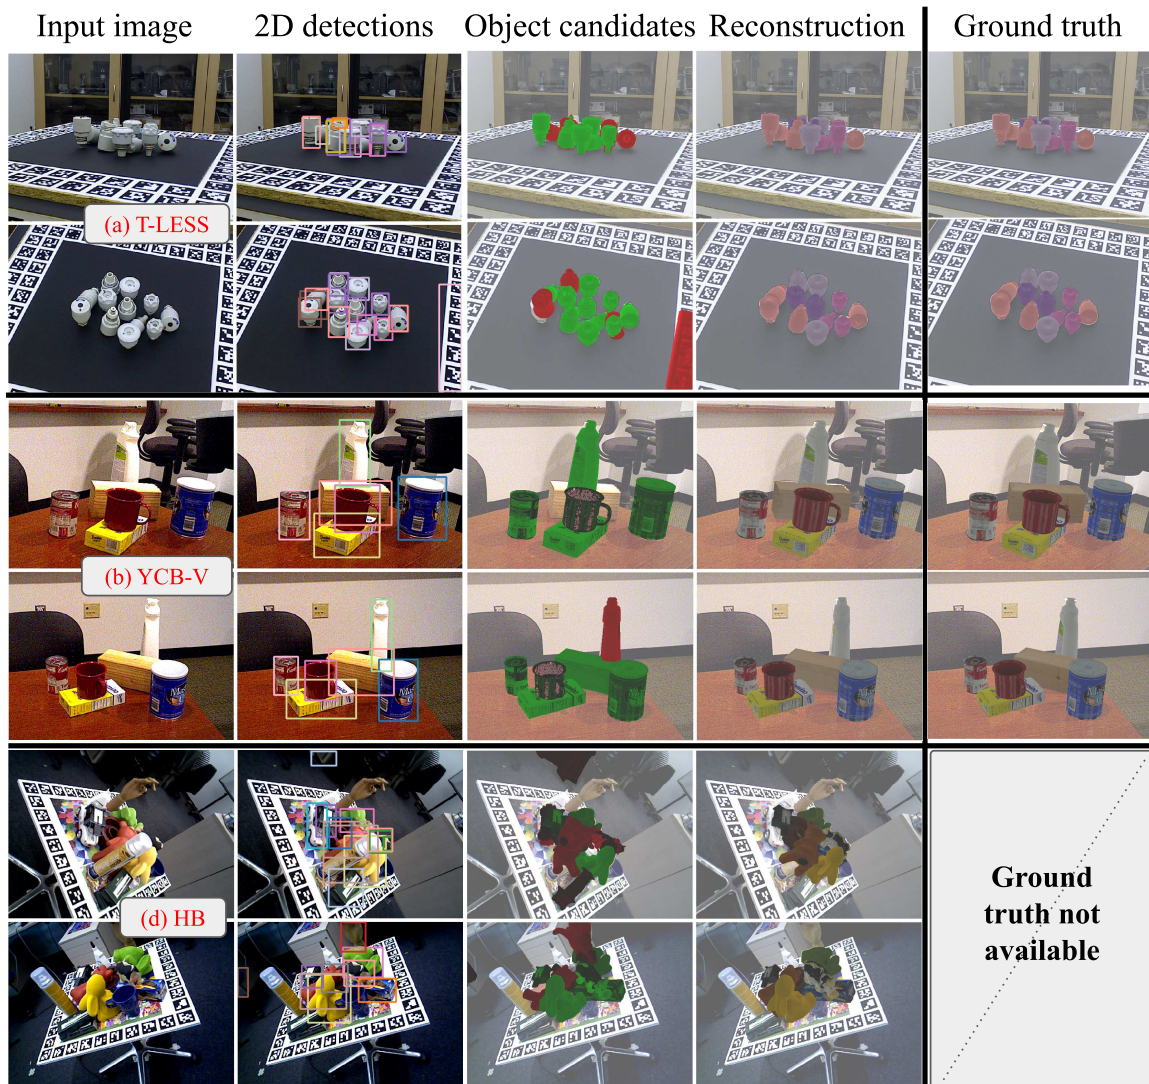 Input image
2D detections
Object candidates
Reconstruction
Ground truth
(a) T-LESS
(b) YCB-V
(d) HB
Ground
truth not
available